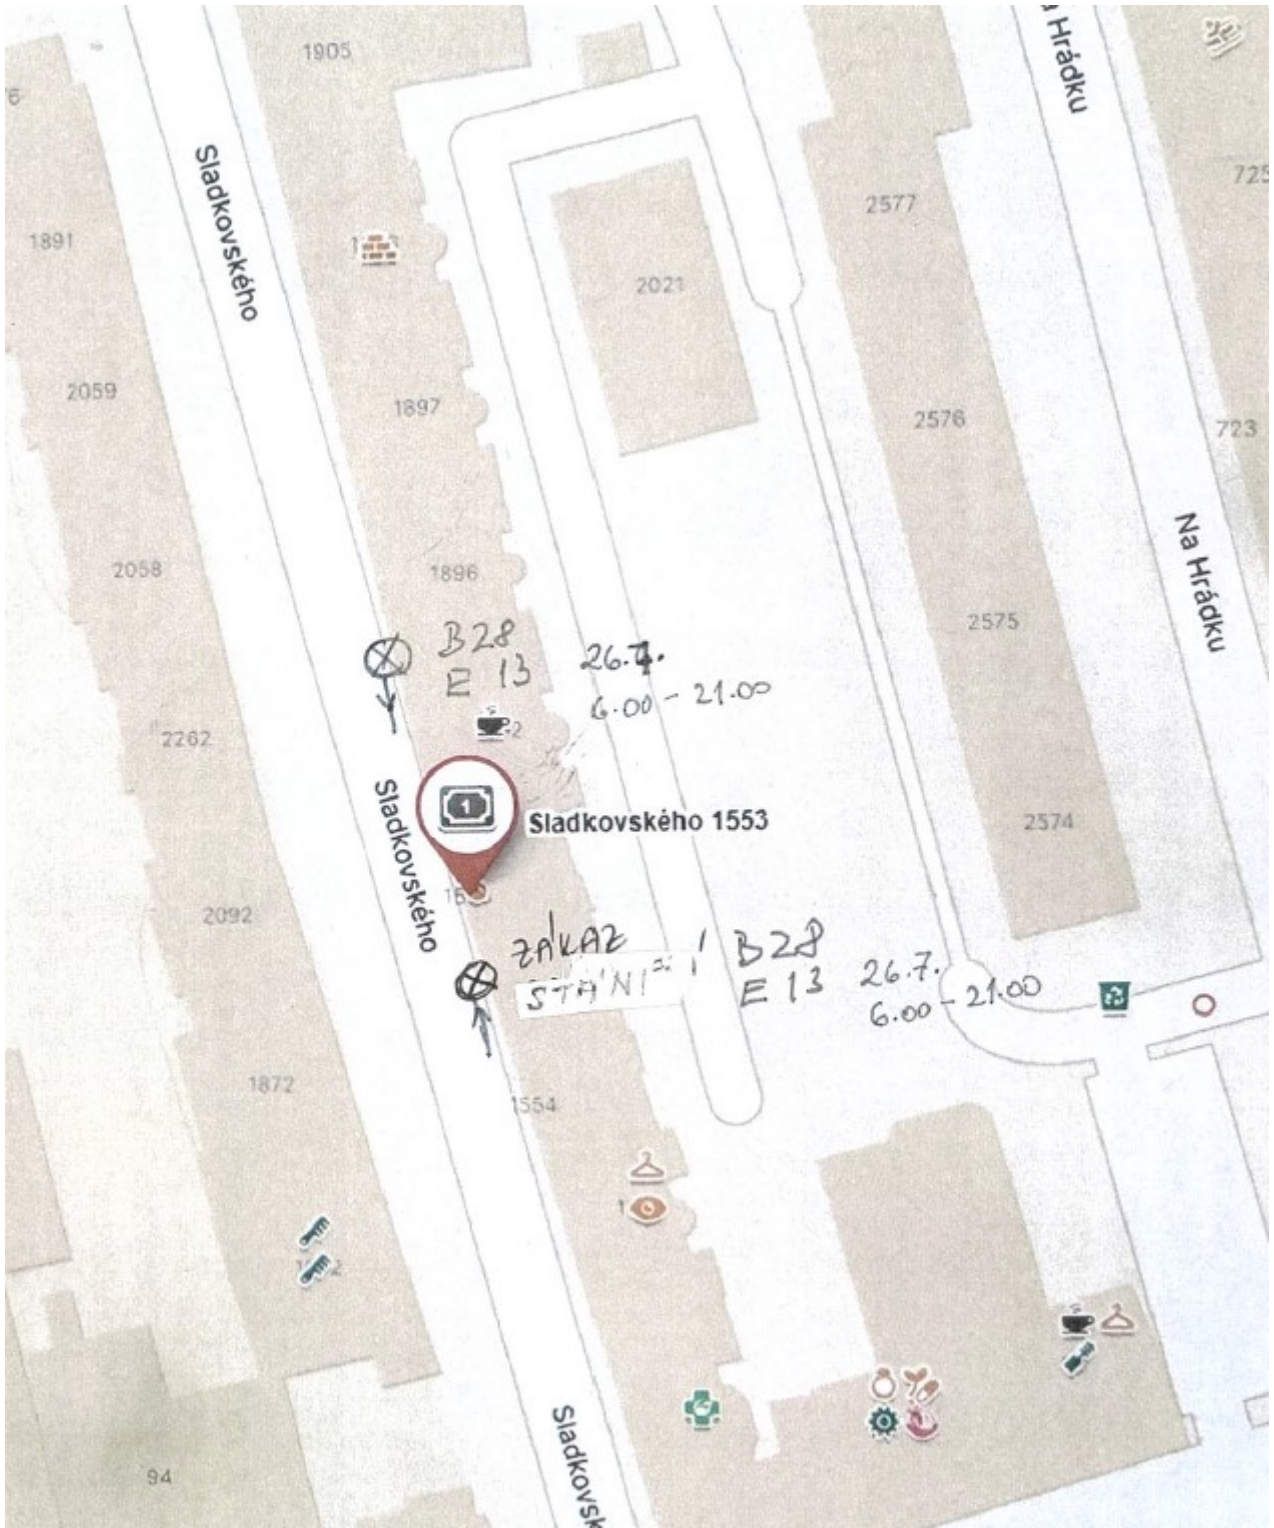 1905
a Hrádku
Sladkovského
725
2577
1891
2021
2059
1897
2576
723
2058
1896
Na Hrádku
2575
B28
E 13
26.7.
6.00 - 21.00
2262
Sladkovského
1
Sladkovského 1553
2574
2092
ZÁKAZ
STÁNÍ
B28
E 13
26.7.
6.00 - 21.00
1872
1554
Sladkovsk
94